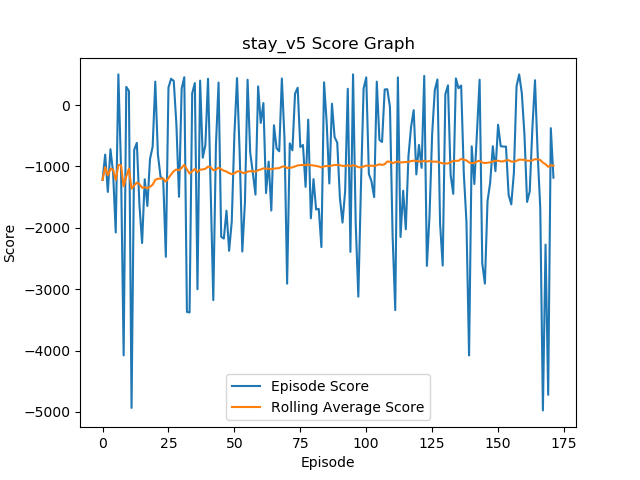 stay_v5 Score Graph
0
−1000
−2000
−3000
−4000
−5000
Score
Episode Score
Rolling Average Score
0
25
50
75
100
125
150
175
Episode